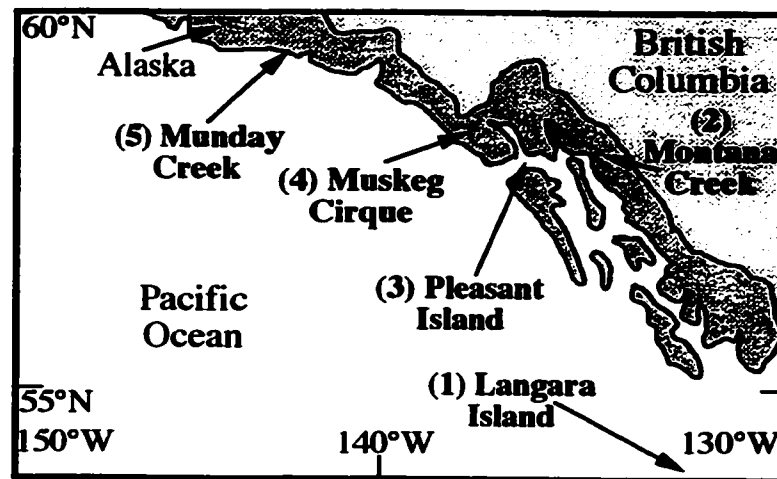 60°N
Alaska
British
Columbia
(5) Munday
Creek
(4) Muskeg
Cirque
(2)
Montana
Creek
(3) Pleasant
Island
Pacific
Ocean
(1) Langara
Island
55°N
150°W
140°W
130°W